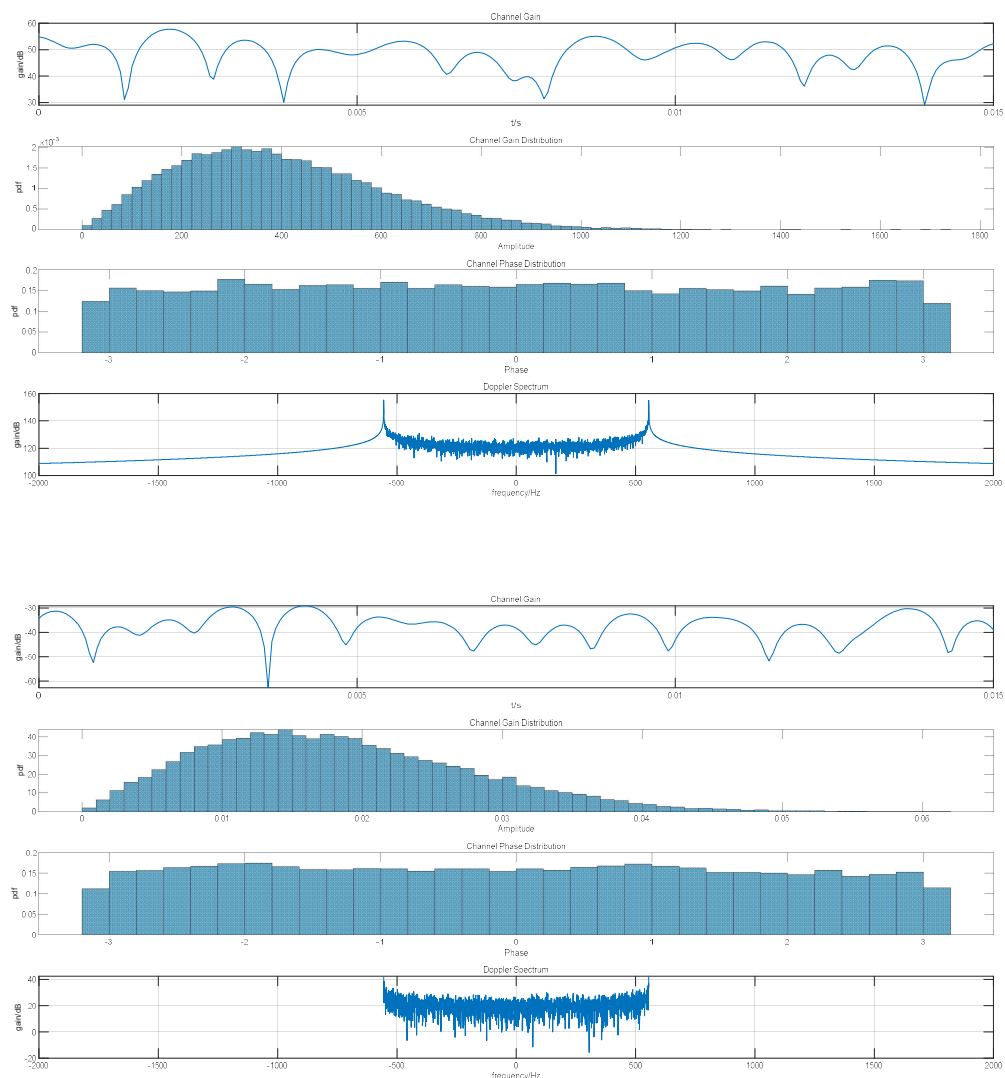 Channel Gain
60
50
40
30
gain/dB
0 0.005 0.01 0.015
t/s
Channel Gain Distribution
×10⁻³
2
1.5
1
0.5
0
pdf
0 200 400 600 800 1000 1200 1400 1600 1800
Amplitude
Channel Phase Distribution
0.2
0.15
0.1
0.05
0
pdf
-3 -2 -1 0 1 2 3
Phase
Doppler Spectrum
160
140
120
100
gain/dB
-2000 -1500 -1000 -500 0 500 1000 1500 2000
frequency/Hz
Channel Gain
-30
-40
-50
-60
gain/dB
0 0.005 0.01 0.015
t/s
Channel Gain Distribution
40
30
20
10
0
pdf
0 0.01 0.02 0.03 0.04 0.05 0.06
Amplitude
Channel Phase Distribution
0.2
0.15
0.1
0.05
0
pdf
-3 -2 -1 0 1 2 3
Phase
Doppler Spectrum
40
20
0
-20
gain/dB
-2000 -1500 -1000 -500 0 500 1000 1500 2000
frequency/Hz